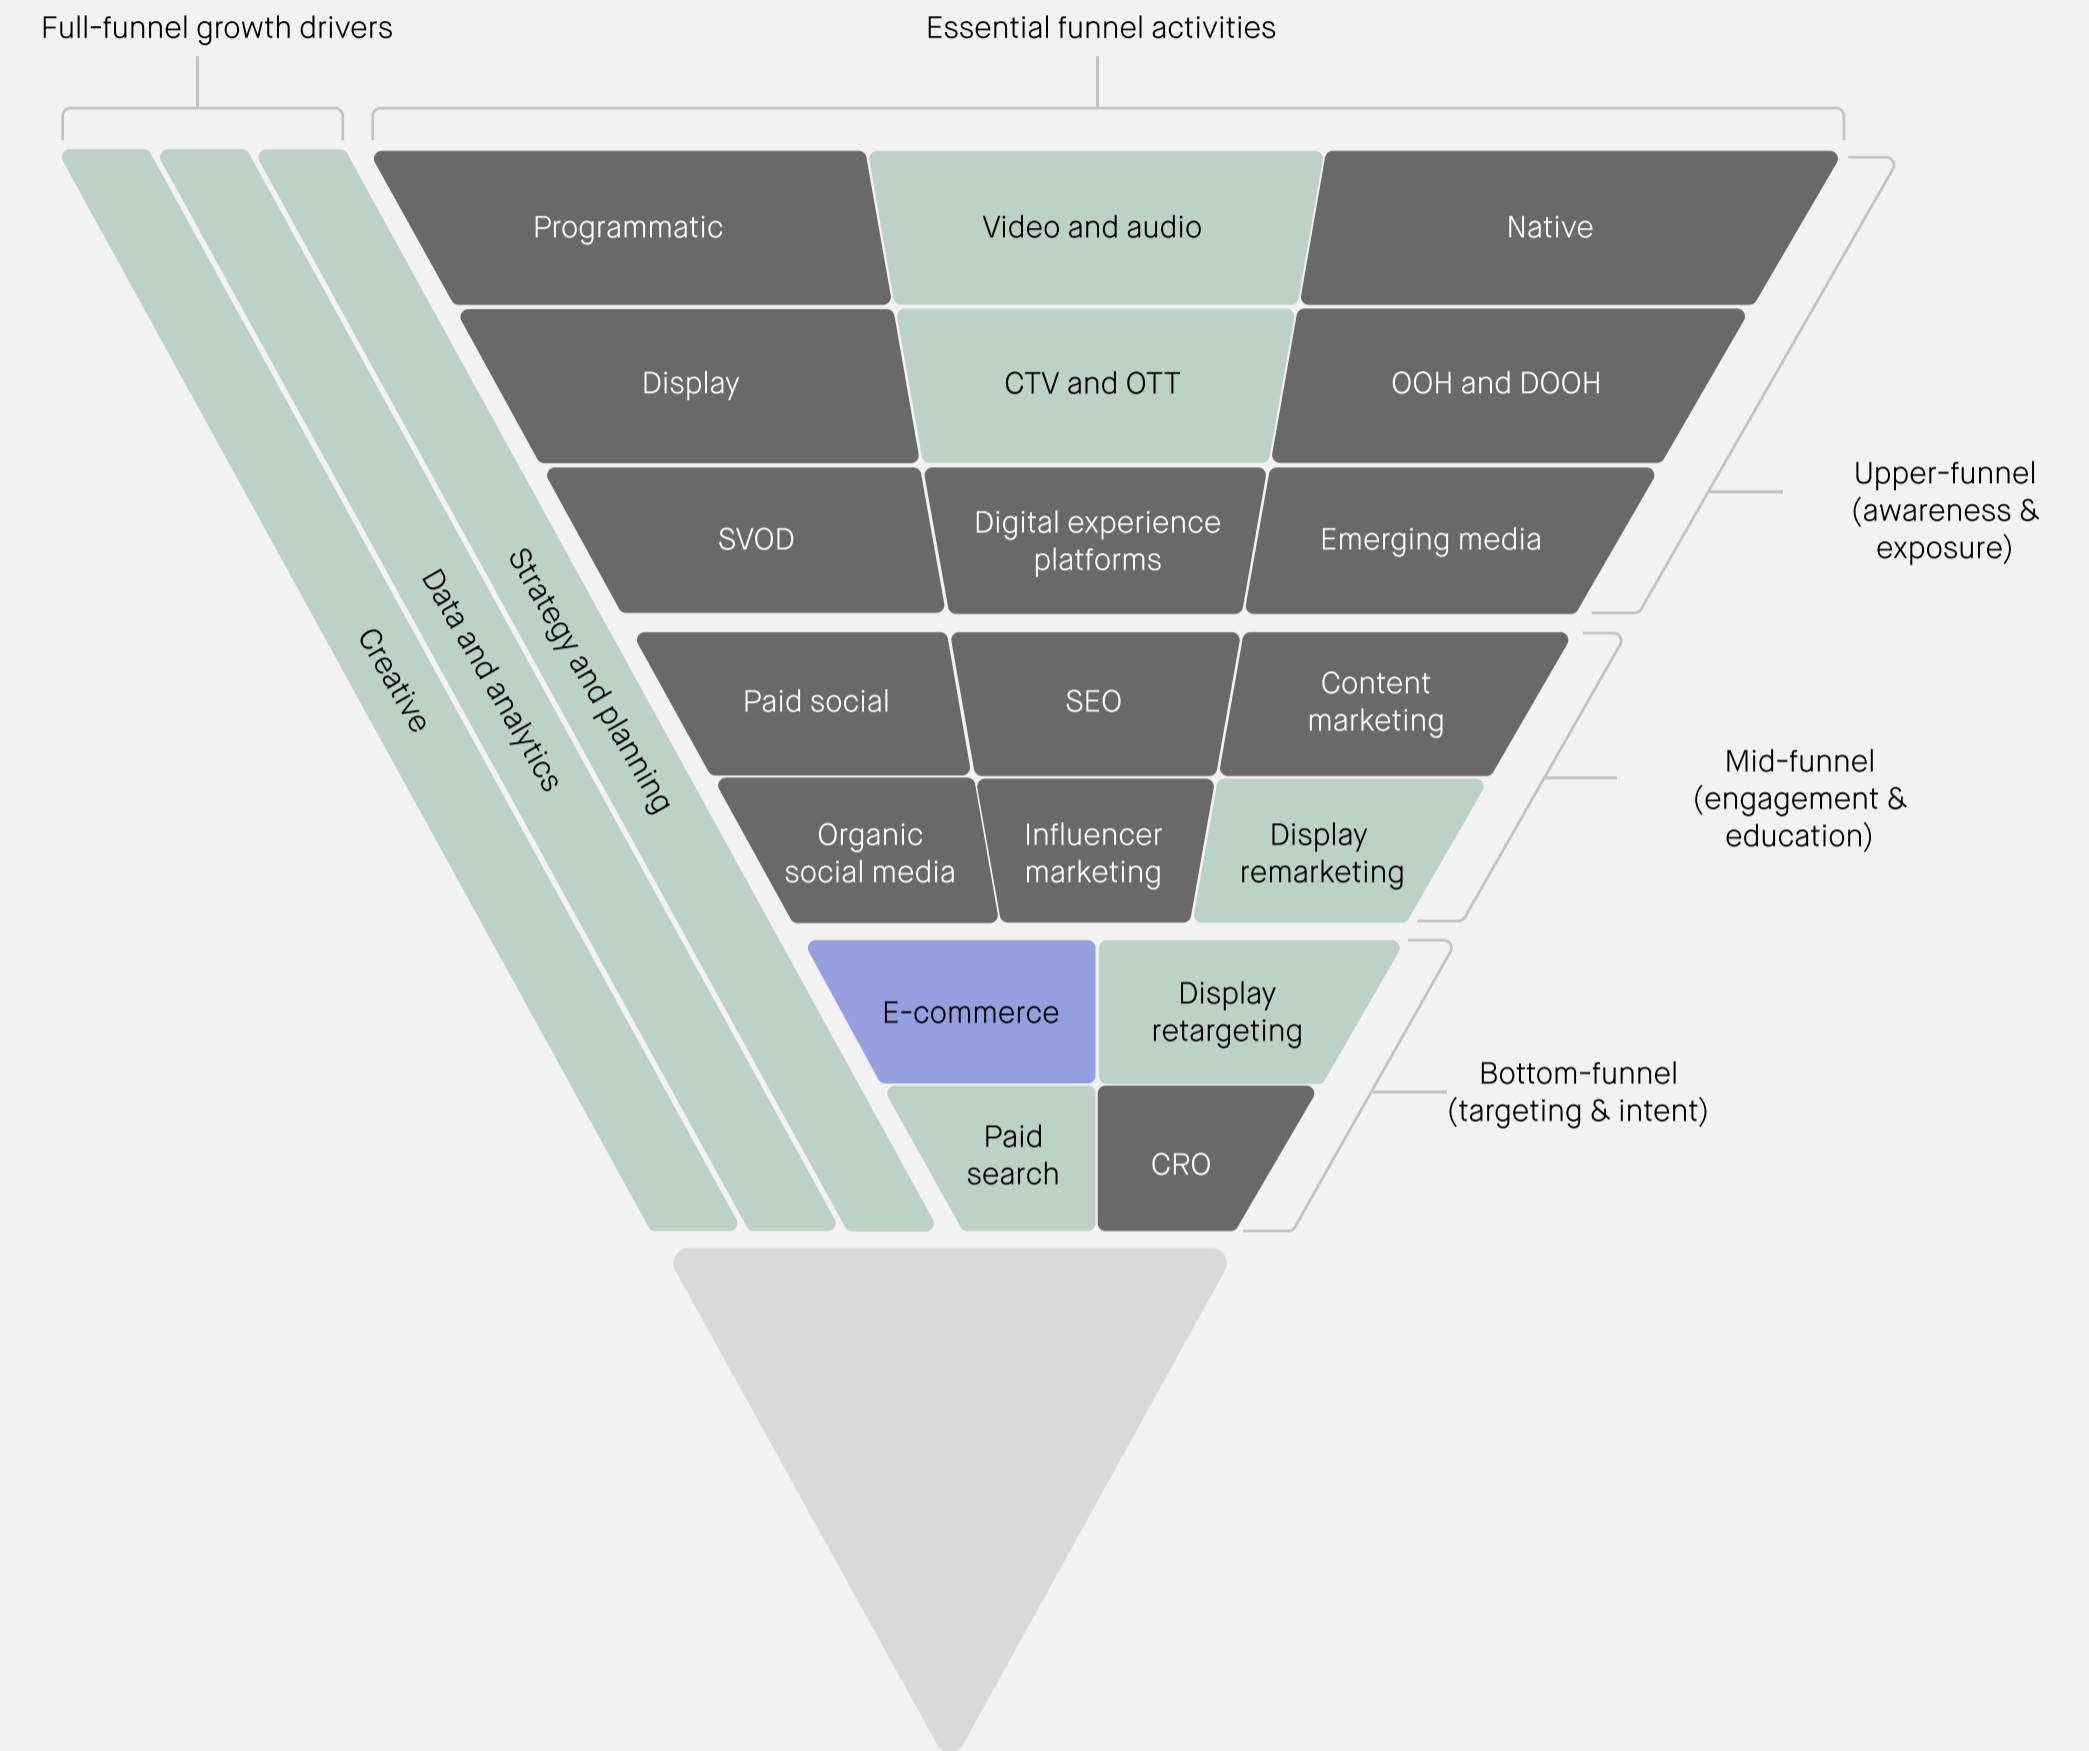 Full-funnel growth drivers
Essential funnel activities
Programmatic
Video and audio
Native
Display
CTV and OTT
OOH and DOOH
SVOD
Digital experience
platforms
Emerging media
Upper-funnel
(awareness &
exposure)
Creative
Data and analytics
Strategy and planning
Paid social
SEO
Content
marketing
Organic
social media
Influencer
marketing
Display
remarketing
Mid-funnel
(engagement &
education)
E-commerce
Display
retargeting
Paid
search
CRO
Bottom-funnel
(targeting & intent)